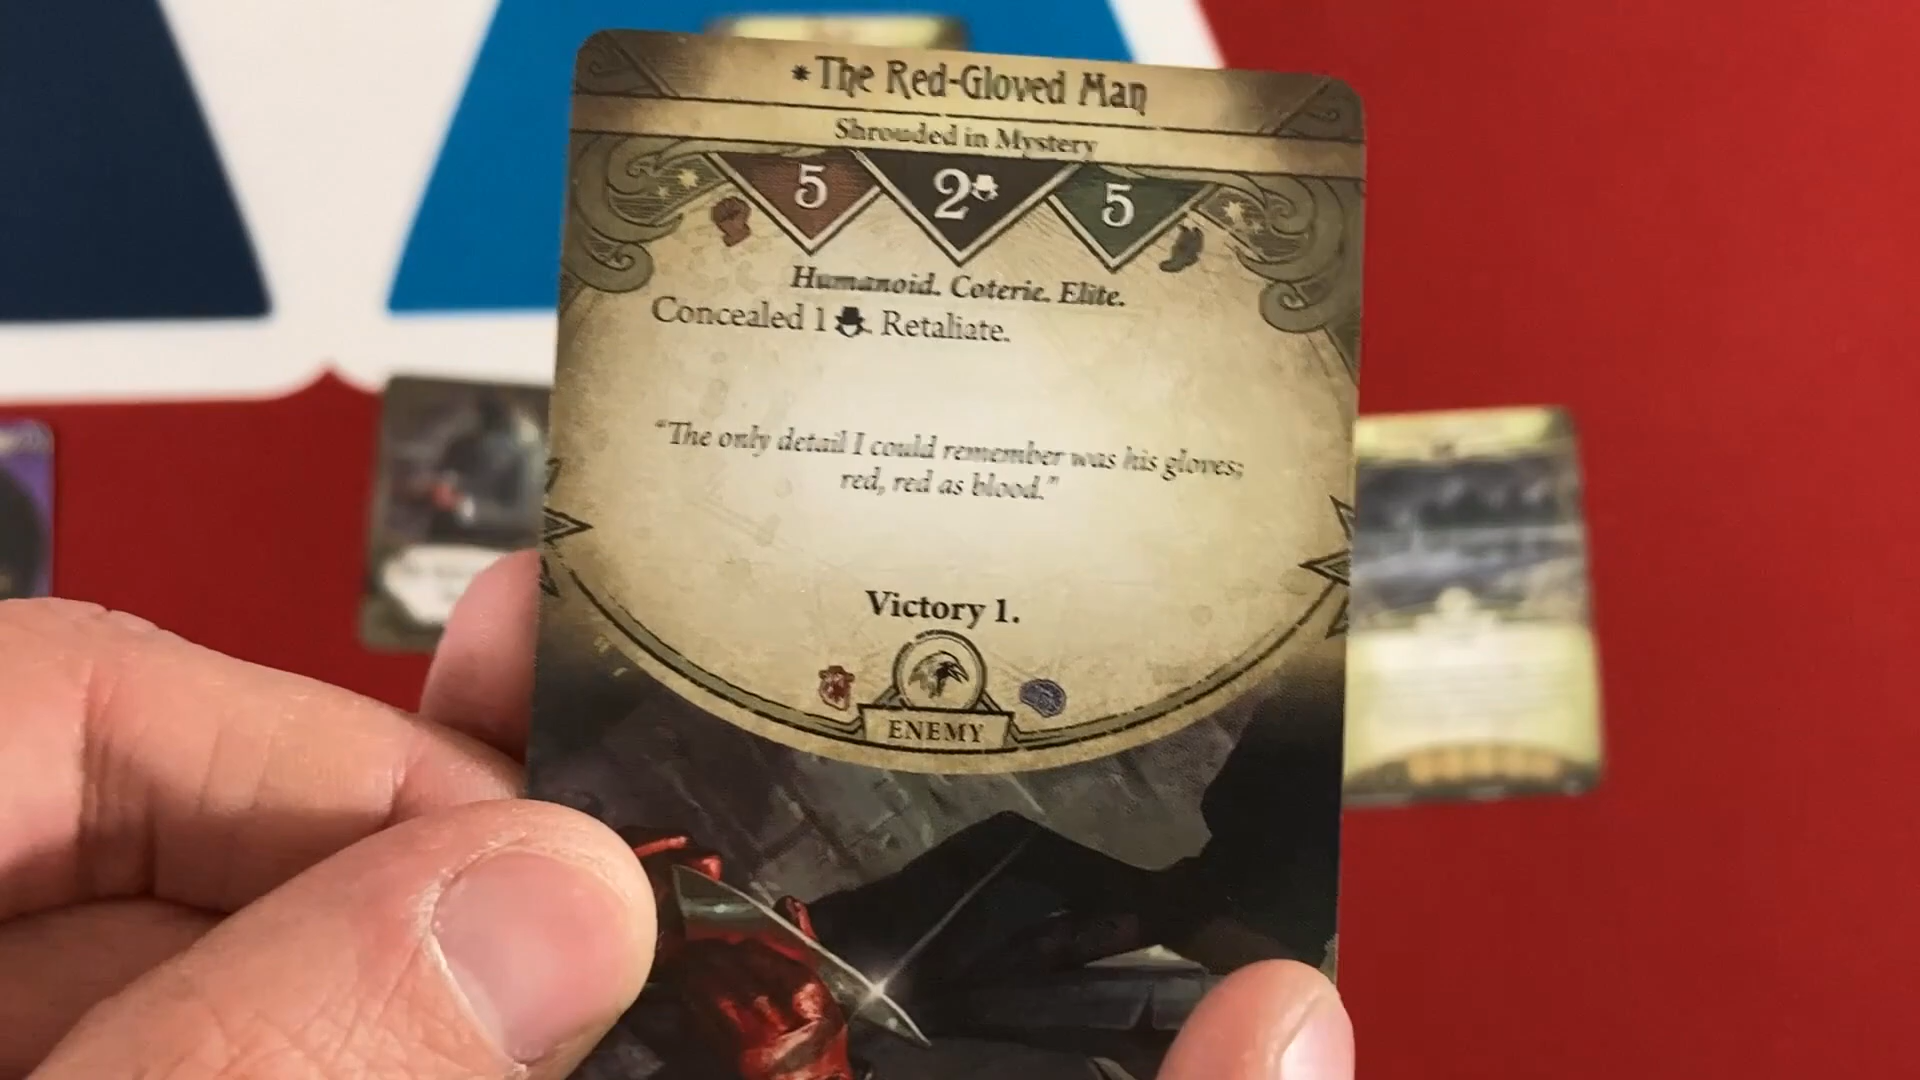 *The Red-Gloved Man
Shrouded in Mystery
5 2 5
Humanoid. Coterie. Elite.
Concealed 1. Retaliate.
"The only detail I could remember was his gloves;
red, red as blood."
Victory 1.
ENEMY